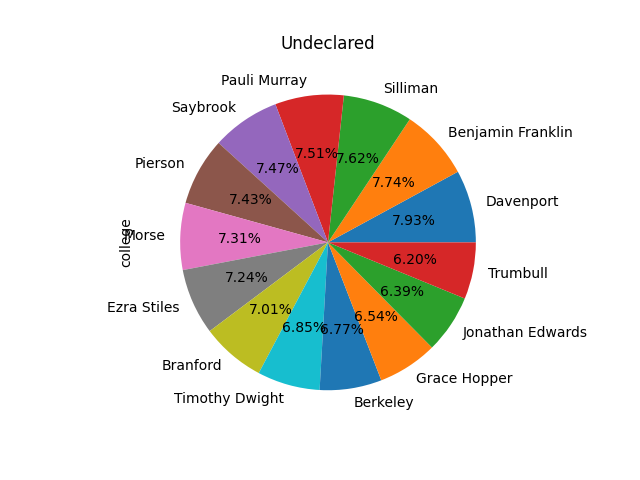 Undeclared
Pauli Murray
Silliman
Saybrook
Benjamin Franklin
Pierson
Davenport
Morse
college
Ezra Stiles
Trumbull
Branford
Jonathan Edwards
Timothy Dwight
Grace Hopper
Berkeley
7.51%
7.62%
7.47%
7.74%
7.43%
7.93%
7.31%
6.20%
7.24%
6.39%
7.01%
6.54%
6.85%
6.77%